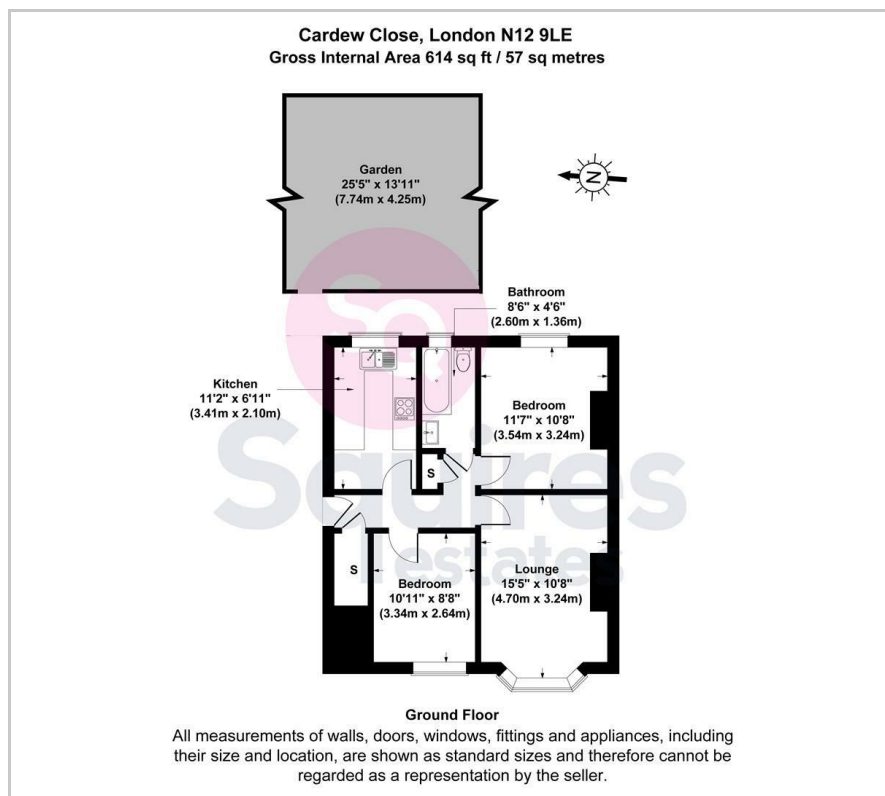 Cardew Close, London N12 9LE
Gross Internal Area 614 sq ft / 57 sq metres
Garden
25'5" x 13'11"
(7.74m x 4.25m)
N
Bathroom
8'6" x 4'6"
(2.60m x 1.36m)
Kitchen
11'2" x 6'11"
(3.41m x 2.10m)
Bedroom
11'7" x 10'8"
(3.54m x 3.24m)
S
S
Bedroom
10'11" x 8'8"
(3.34m x 2.64m)
Lounge
15'5" x 10'8"
(4.70m x 3.24m)
SQ
Squires
estates
Ground Floor
All measurements of walls, doors, windows, fittings and appliances, including
their size and location, are shown as standard sizes and therefore cannot be
regarded as a representation by the seller.